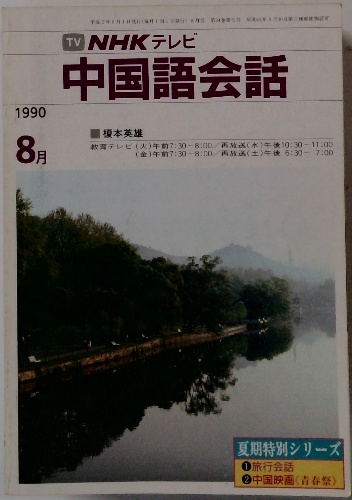 TV NHK テレビ
中国語会話
1990
8月
■榎本英雄
教育テレビ(火)午前7:30-8:00/再放送(水)午後10:30-11:00
(金)午前7:30-8:00/再放送(土)午後 6:30- 7:00
夏期特別シリーズ
❶旅行会話
❷中国映画(青春祭)